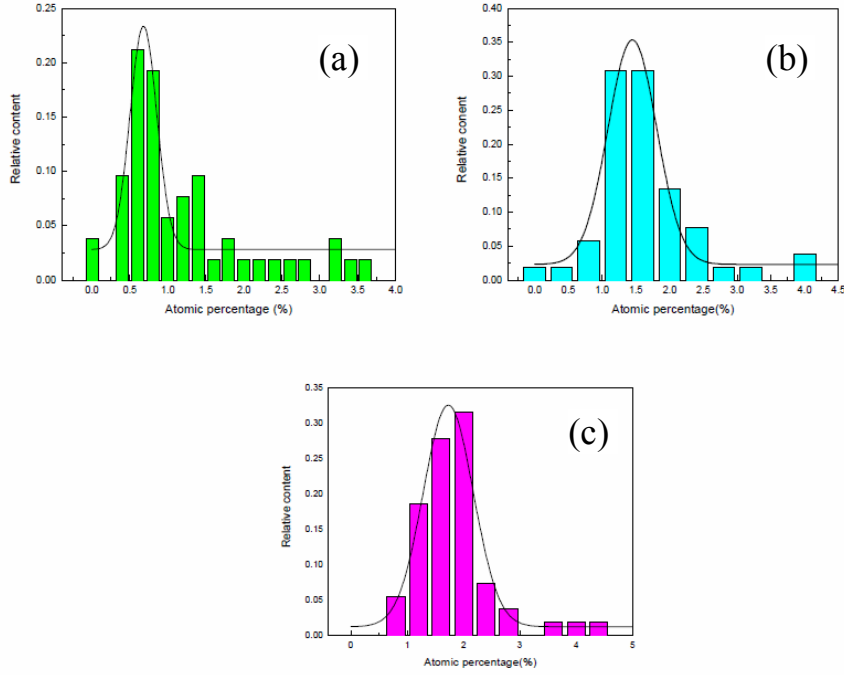 0.25
0.20
0.15
0.10
0.05
0.00
Relative content
(a)
0.0 0.5 1.0 1.5 2.0 2.5 3.0 3.5 4.0
Atomic percentage (%)
0.40
0.35
0.30
0.25
0.20
0.15
0.10
0.05
0.00
Relative conent
(b)
0.0 0.5 1.0 1.5 2.0 2.5 3.0 3.5 4.0 4.5
Atomic percentage(%)
0.35
0.30
0.25
0.20
0.15
0.10
0.05
0.00
Relative content
(c)
0 1 2 3 4 5
Atomic percentage(%)